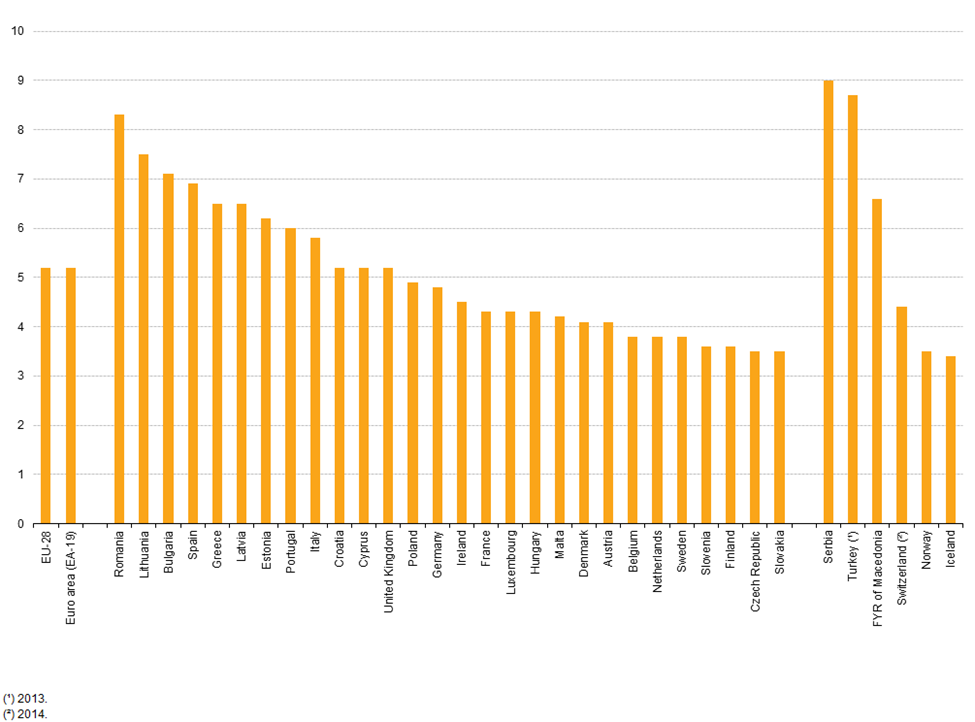 10
9
8
7
6
5
4
3
2
1
0
EU-28
Euro area (EA-19)
Romania
Lithuania
Bulgaria
Spain
Greece
Latvia
Estonia
Portugal
Italy
Croatia
Cyprus
United Kingdom
Poland
Germany
Ireland
France
Luxembourg
Hungary
Malta
Denmark
Austria
Belgium
Netherlands
Sweden
Slovenia
Finland
Czech Republic
Slovakia
Serbia
Turkey (¹)
FYR of Macedonia
Switzerland (²)
Norway
Iceland
(¹) 2013.
(²) 2014.